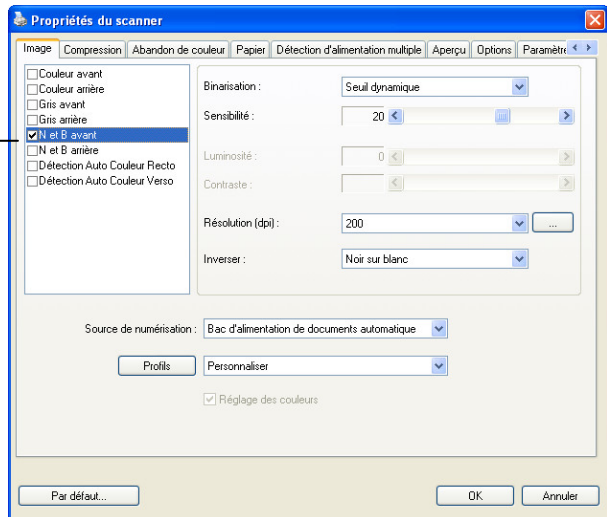 Propriétés du scanner
Image Compression Abandon de couleur Papier Détection d'alimentation multiple Aperçu Options Paramètre
Couleur avant
Couleur arrière
Gris avant
Gris arrière
N et B avant
N et B arrière
Détection Auto Couleur Recto
Détection Auto Couleur Verso
Binarisation : Seuil dynamique
Sensibilité : 20
Luminosité : 0
Contraste :
Résolution (dpi) : 200 ...
Inverser : Noir sur blanc
Source de numérisation : Bac d'alimentation de documents automatique
Profils Personnaliser
Réglage des couleurs
Par défaut... OK Annuler